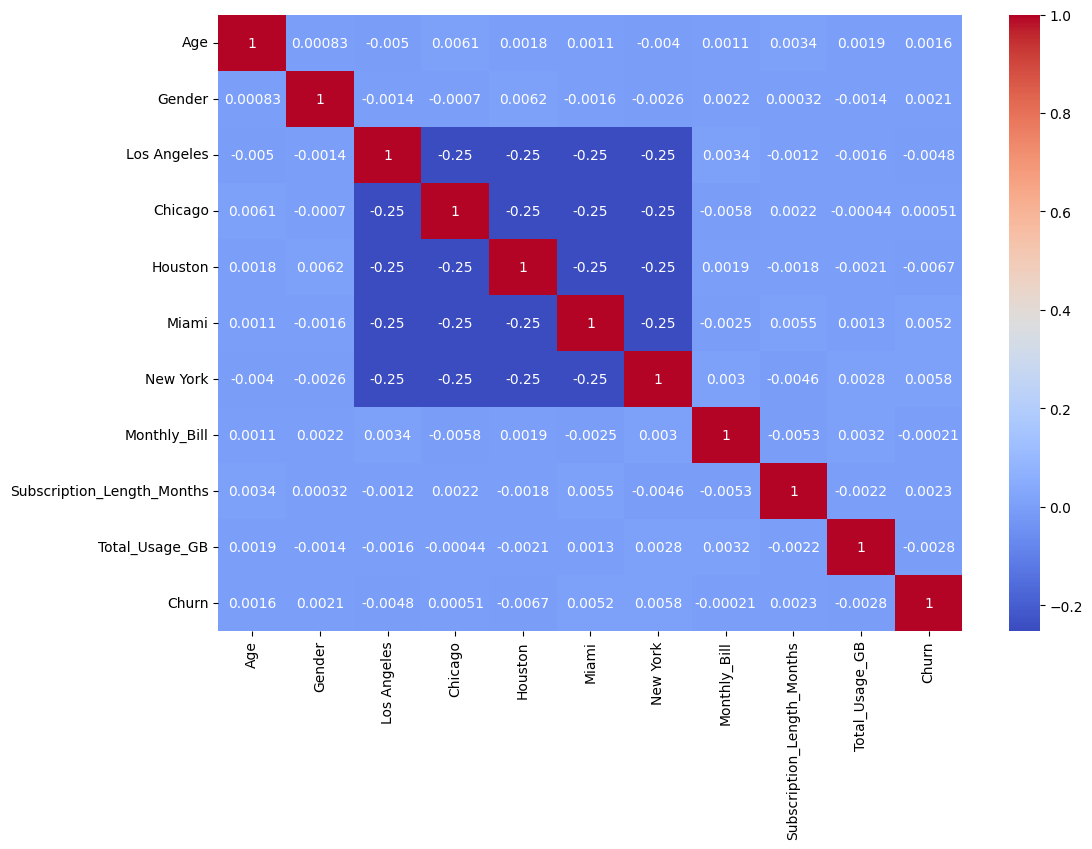 Age 1 0.00083 -0.005 0.0061 0.0018 0.0011 -0.004 0.0011 0.0034 0.0019 0.0016
Gender 0.00083 1 -0.0014 -0.0007 0.0062 -0.0016 -0.0026 0.0022 0.00032 -0.0014 0.0021
Los Angeles -0.005 -0.0014 1 -0.25 -0.25 -0.25 -0.25 0.0034 -0.0012 -0.0016 -0.0048
Chicago 0.0061 -0.0007 -0.25 1 -0.25 -0.25 -0.25 -0.0058 0.0022 -0.00044 0.00051
Houston 0.0018 0.0062 -0.25 -0.25 1 -0.25 -0.25 0.0019 -0.0018 -0.0021 -0.0067
Miami 0.0011 -0.0016 -0.25 -0.25 -0.25 1 -0.25 -0.0025 0.0055 0.0013 0.0052
New York -0.004 -0.0026 -0.25 -0.25 -0.25 -0.25 1 0.003 -0.0046 0.0028 0.0058
Monthly_Bill 0.0011 0.0022 0.0034 -0.0058 0.0019 -0.0025 0.003 1 -0.0053 0.0032 -0.00021
Subscription_Length_Months 0.0034 0.00032 -0.0012 0.0022 -0.0018 0.0055 -0.0046 -0.0053 1 -0.0022 0.0023
Total_Usage_GB 0.0019 -0.0014 -0.0016 -0.00044 -0.0021 0.0013 0.0028 0.0032 -0.0022 1 -0.0028
Churn 0.0016 0.0021 -0.0048 0.00051 -0.0067 0.0052 0.0058 -0.00021 0.0023 -0.0028 1
Age
Gender
Los Angeles
Chicago
Houston
Miami
New York
Monthly_Bill
Subscription_Length_Months
Total_Usage_GB
Churn
1.0
0.8
0.6
0.4
0.2
0.0
−0.2